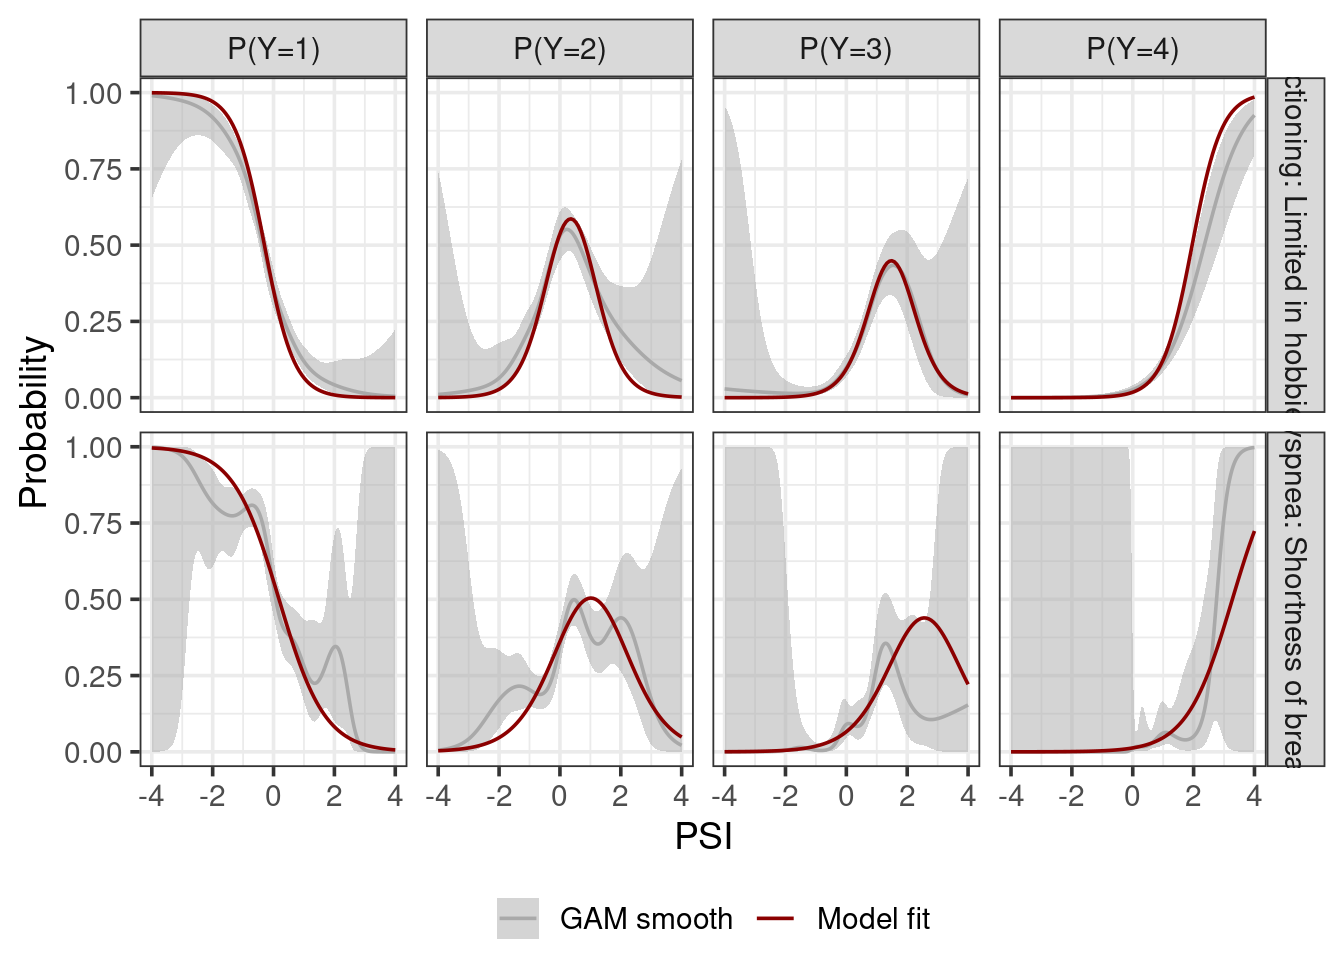 P(Y=1) P(Y=2) P(Y=3) P(Y=4)
1.00
0.75
0.50
0.25
0.00
ctioning: Limited in hobbie
1.00
0.75
0.50
0.25
0.00
yspnea: Shortness of brea
Probability
-4 -2 0 2 4 -4 -2 0 2 4 -4 -2 0 2 4 -4 -2 0 2 4
PSI
GAM smooth Model fit